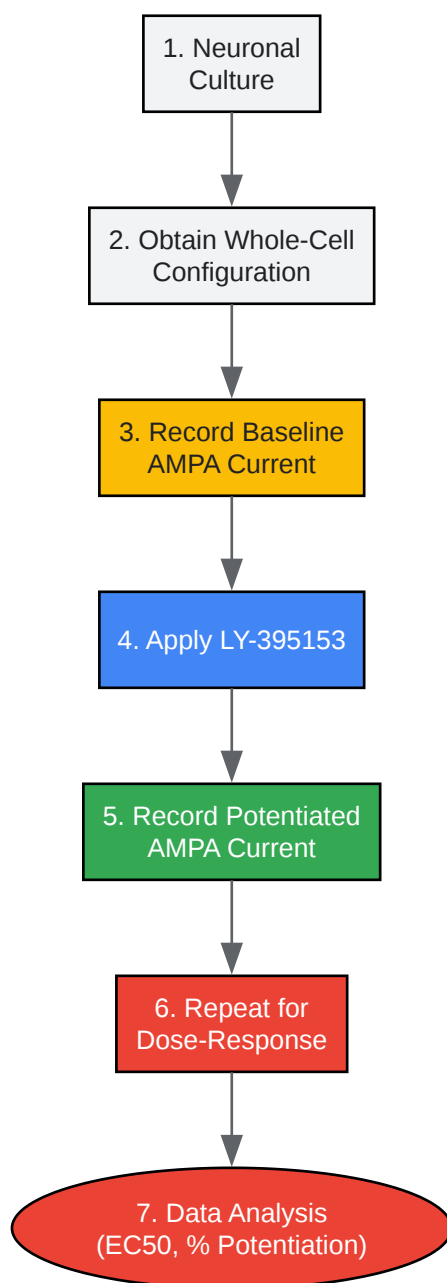 1. Neuronal
Culture
2. Obtain Whole-Cell
Configuration
3. Record Baseline
AMPA Current
4. Apply LY-395153
5. Record Potentiated
AMPA Current
6. Repeat for
Dose-Response
7. Data Analysis
(EC50, % Potentiation)